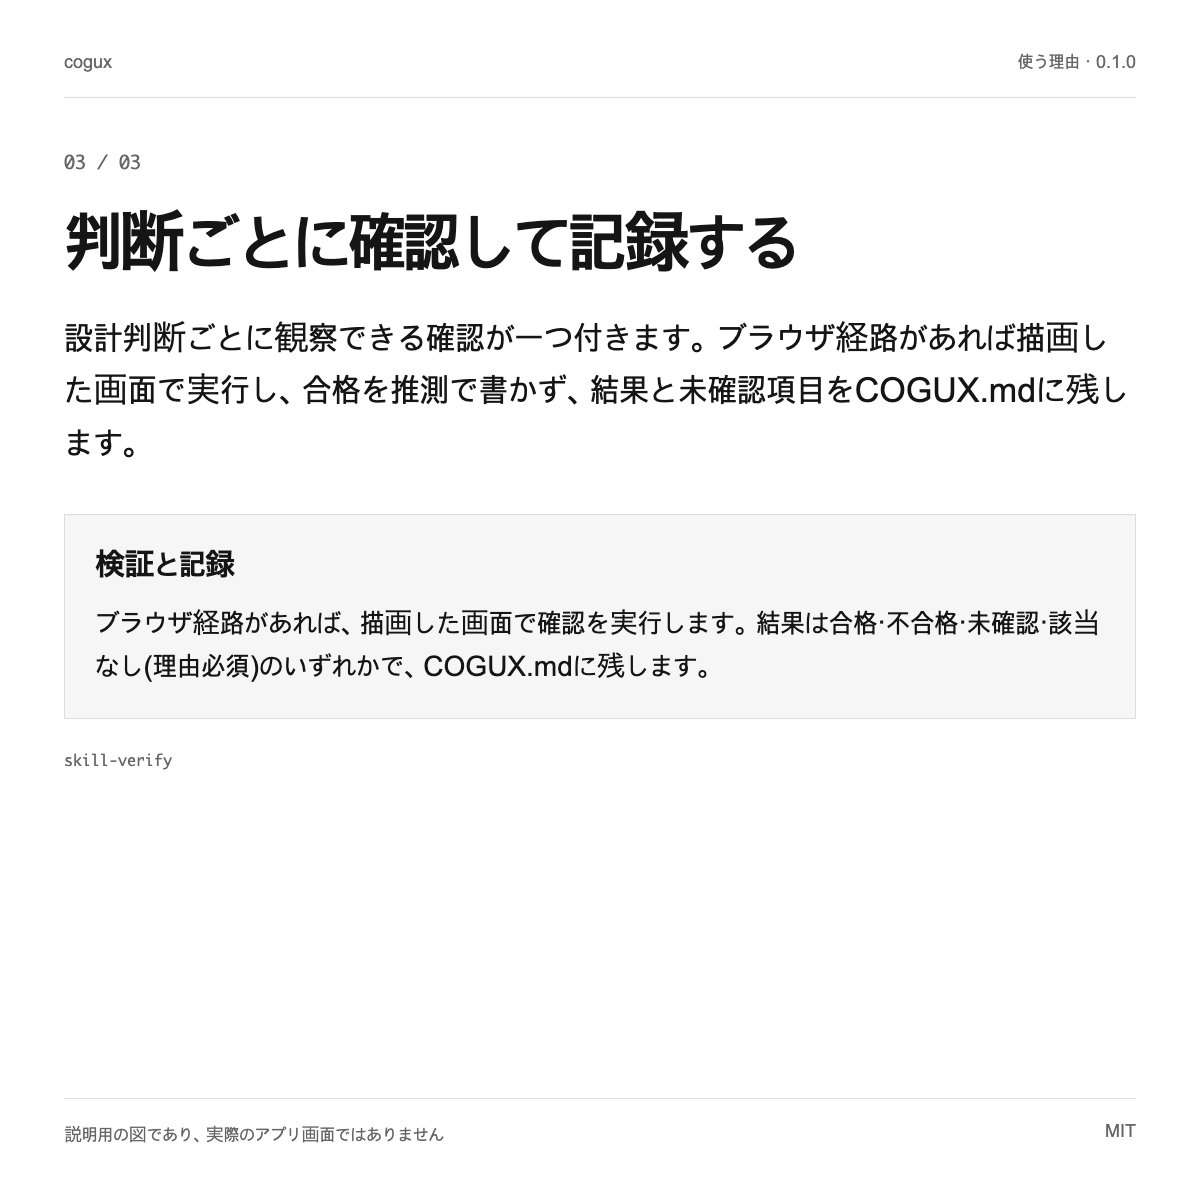 cogux
使う理由 · 0.1.0
03 / 03
判断ごとに確認して記録する
設計判断ごとに観察できる確認が一つ付きます。ブラウザ経路があれば描画し
た画面で実行し、合格を推測で書かず、結果と未確認項目をCOGUX.mdに残し
ます。
検証と記録
ブラウザ経路があれば、描画した画面で確認を実行します。結果は合格·不合格·未確認·該当
なし(理由必須)のいずれかで、COGUX.mdに残します。
skill-verify
説明用の図であり、実際のアプリ画面ではありません
MIT